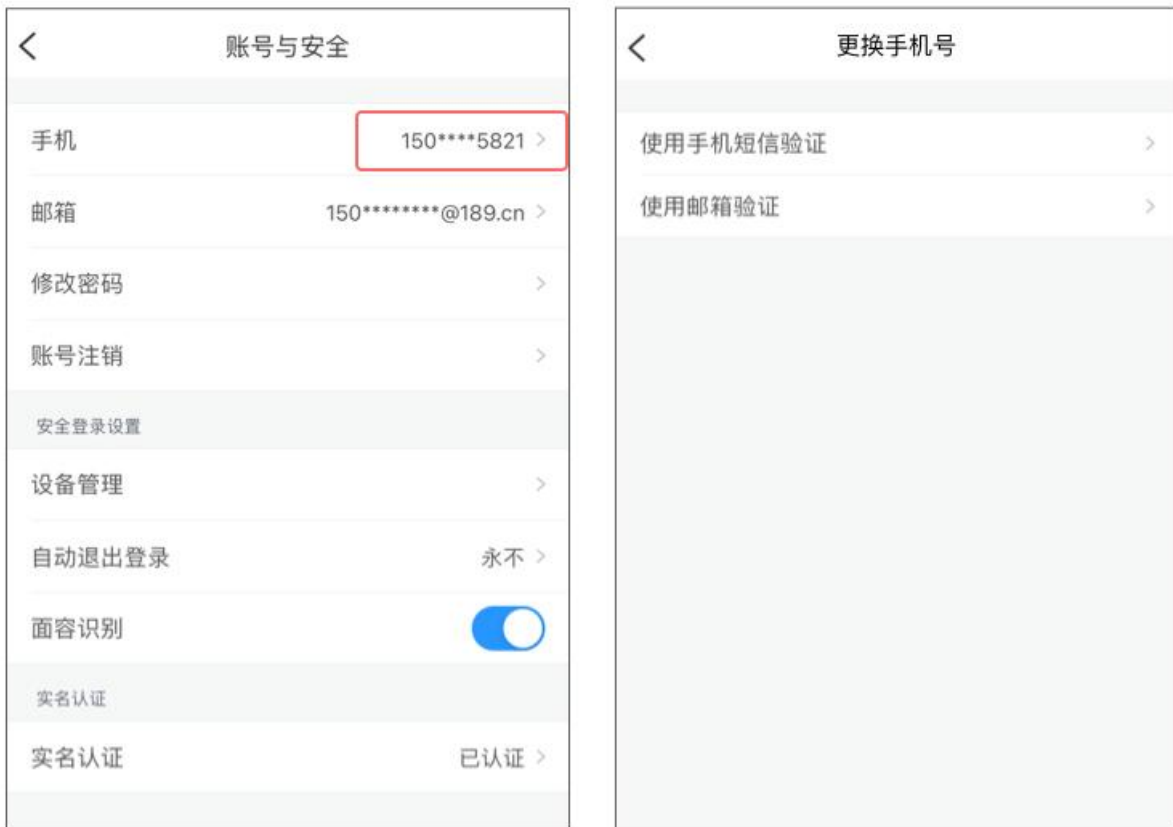 账号与安全
手机
150****5821
邮箱
150********@189.cn
修改密码
账号注销
安全登录设置
设备管理
自动退出登录
永不
面容识别
实名认证
实名认证
已认证
更换手机号
使用手机短信验证
使用邮箱验证